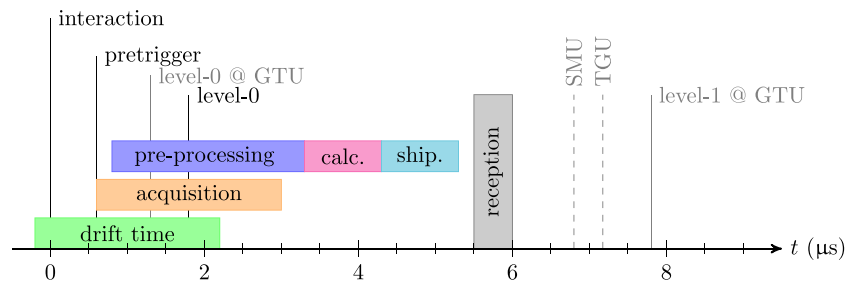 interaction
pretrigger
level-0 @ GTU
level-0
SMU
TGU
level-1 @ GTU
pre-processing
calc.
ship.
reception
acquisition
drift time
t (μs)
0
2
4
6
8